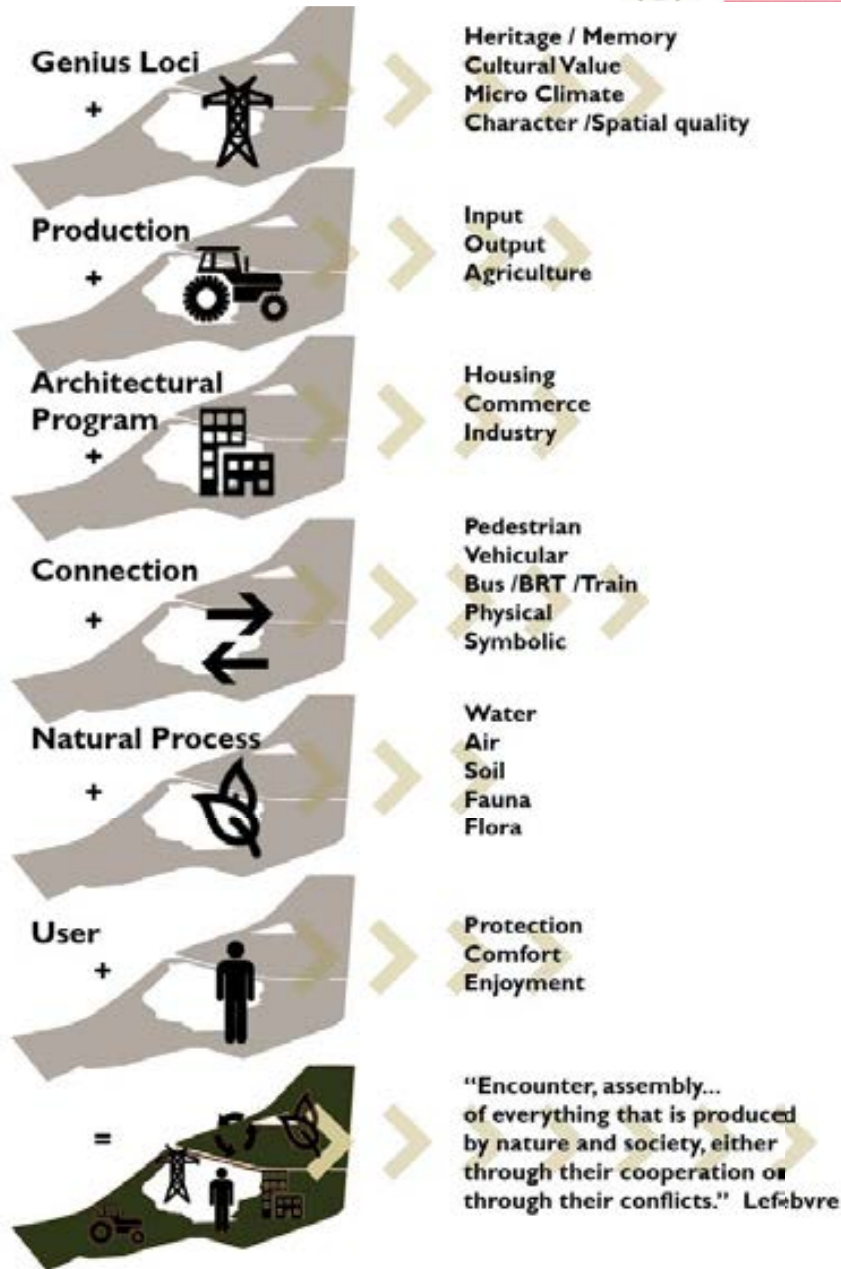 Genius Loci
+
Heritage / Memory
Cultural Value
Micro Climate
Character /Spatial quality
Production
+
Input
Output
Agriculture
Architectural
Program
+
Housing
Commerce
Industry
Connection
+
Pedestrian
Vehicular
Bus /BRT /Train
Physical
Symbolic
Natural Process
+
Water
Air
Soil
Fauna
Flora
User
+
Protection
Comfort
Enjoyment
=
“Encounter, assembly...
of everything that is produced
by nature and society, either
through their cooperation or
through their conflicts.” Lefebvre